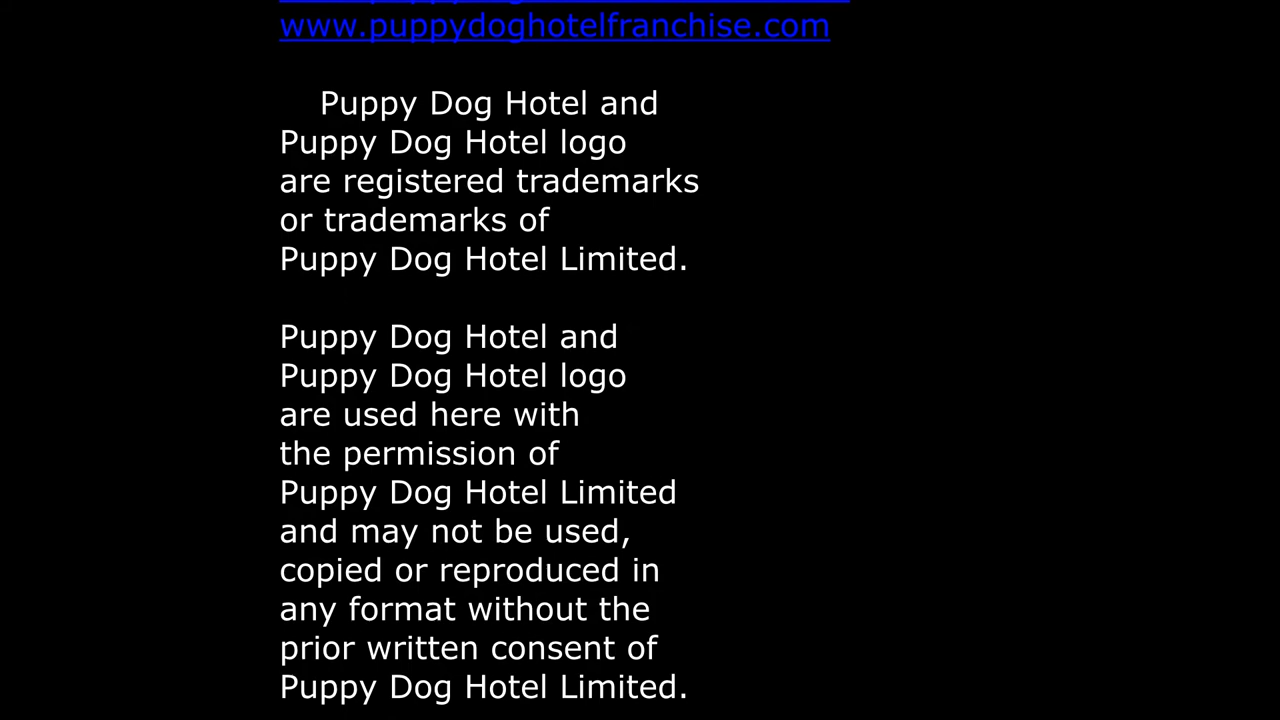 www.puppydoghotelfranchise.com
Puppy Dog Hotel and
Puppy Dog Hotel logo
are registered trademarks
or trademarks of
Puppy Dog Hotel Limited.
Puppy Dog Hotel and
Puppy Dog Hotel logo
are used here with
the permission of
Puppy Dog Hotel Limited
and may not be used,
copied or reproduced in
any format without the
prior written consent of
Puppy Dog Hotel Limited.